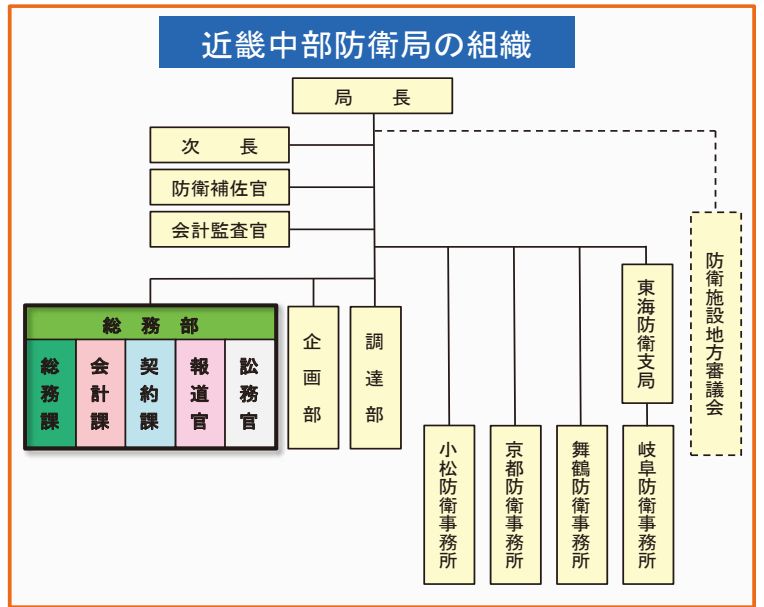 近畿中部防衛局の組織
局　長
次　長
防衛補佐官
会計監査官
総務部
総務課
会計課
契約課
報道官
訟務官
企画部
調達部
小松防衛事務所
京都防衛事務所
舞鶴防衛事務所
東海防衛支局
岐阜防衛事務所
防衛施設地方審議会